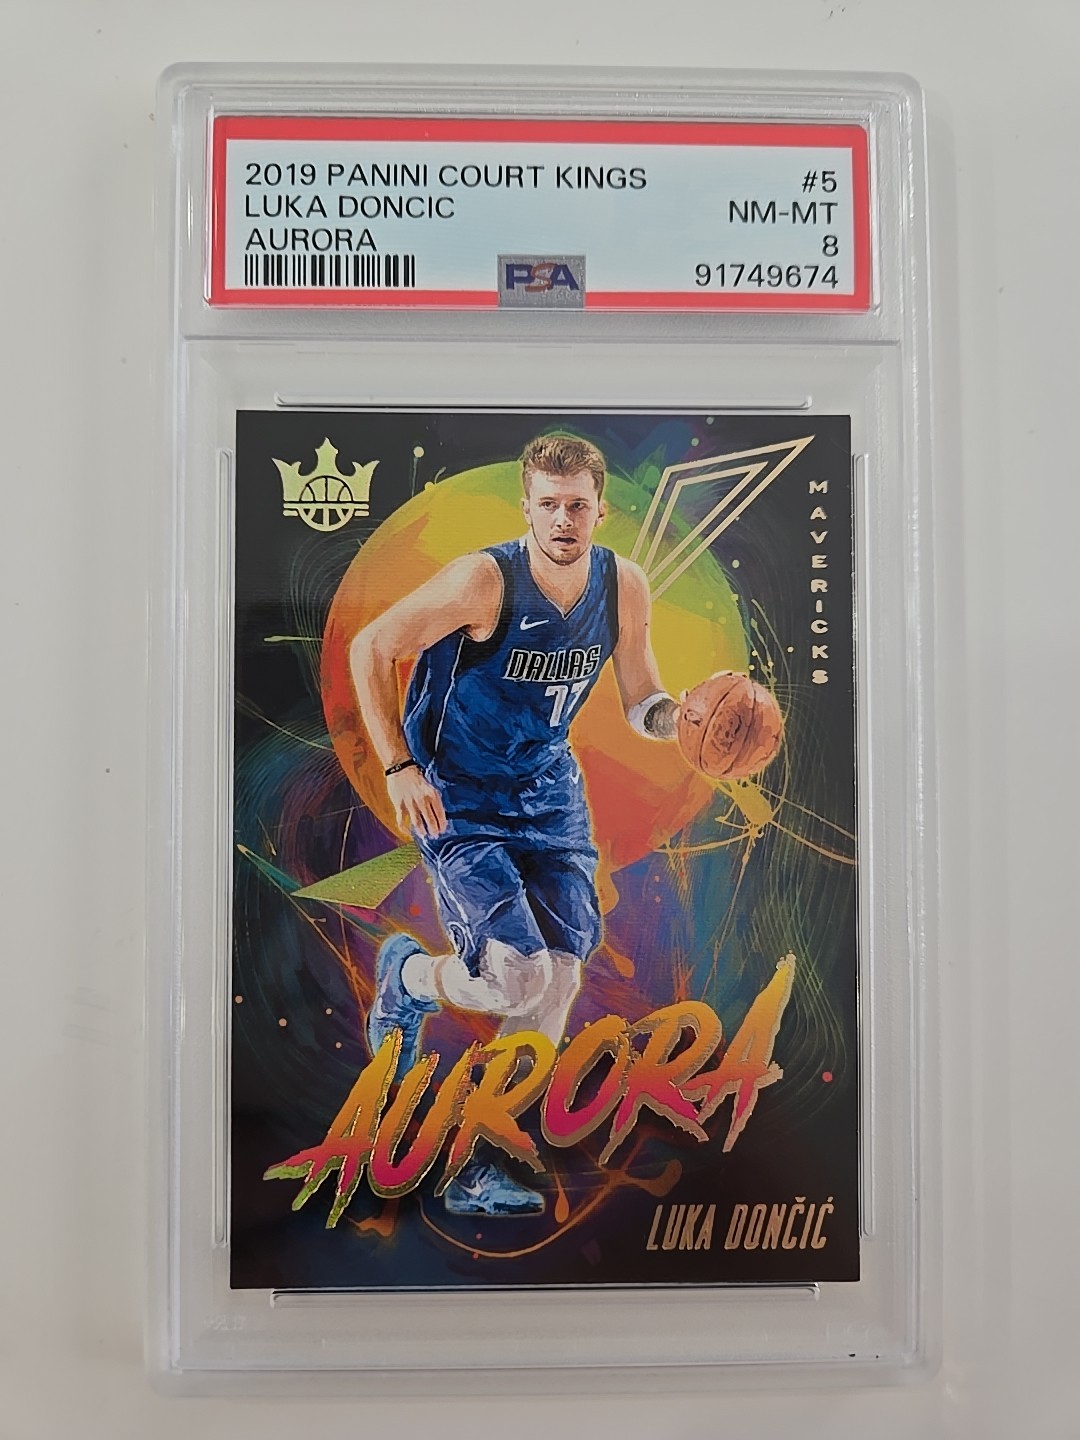 2019 PANINI COURT KINGS #5
LUKA DONCIC NM-MT
AURORA 8
PSA 91749674
MAVERICKS
DALLAS
77
AURORA
LUKA DONČIĆ